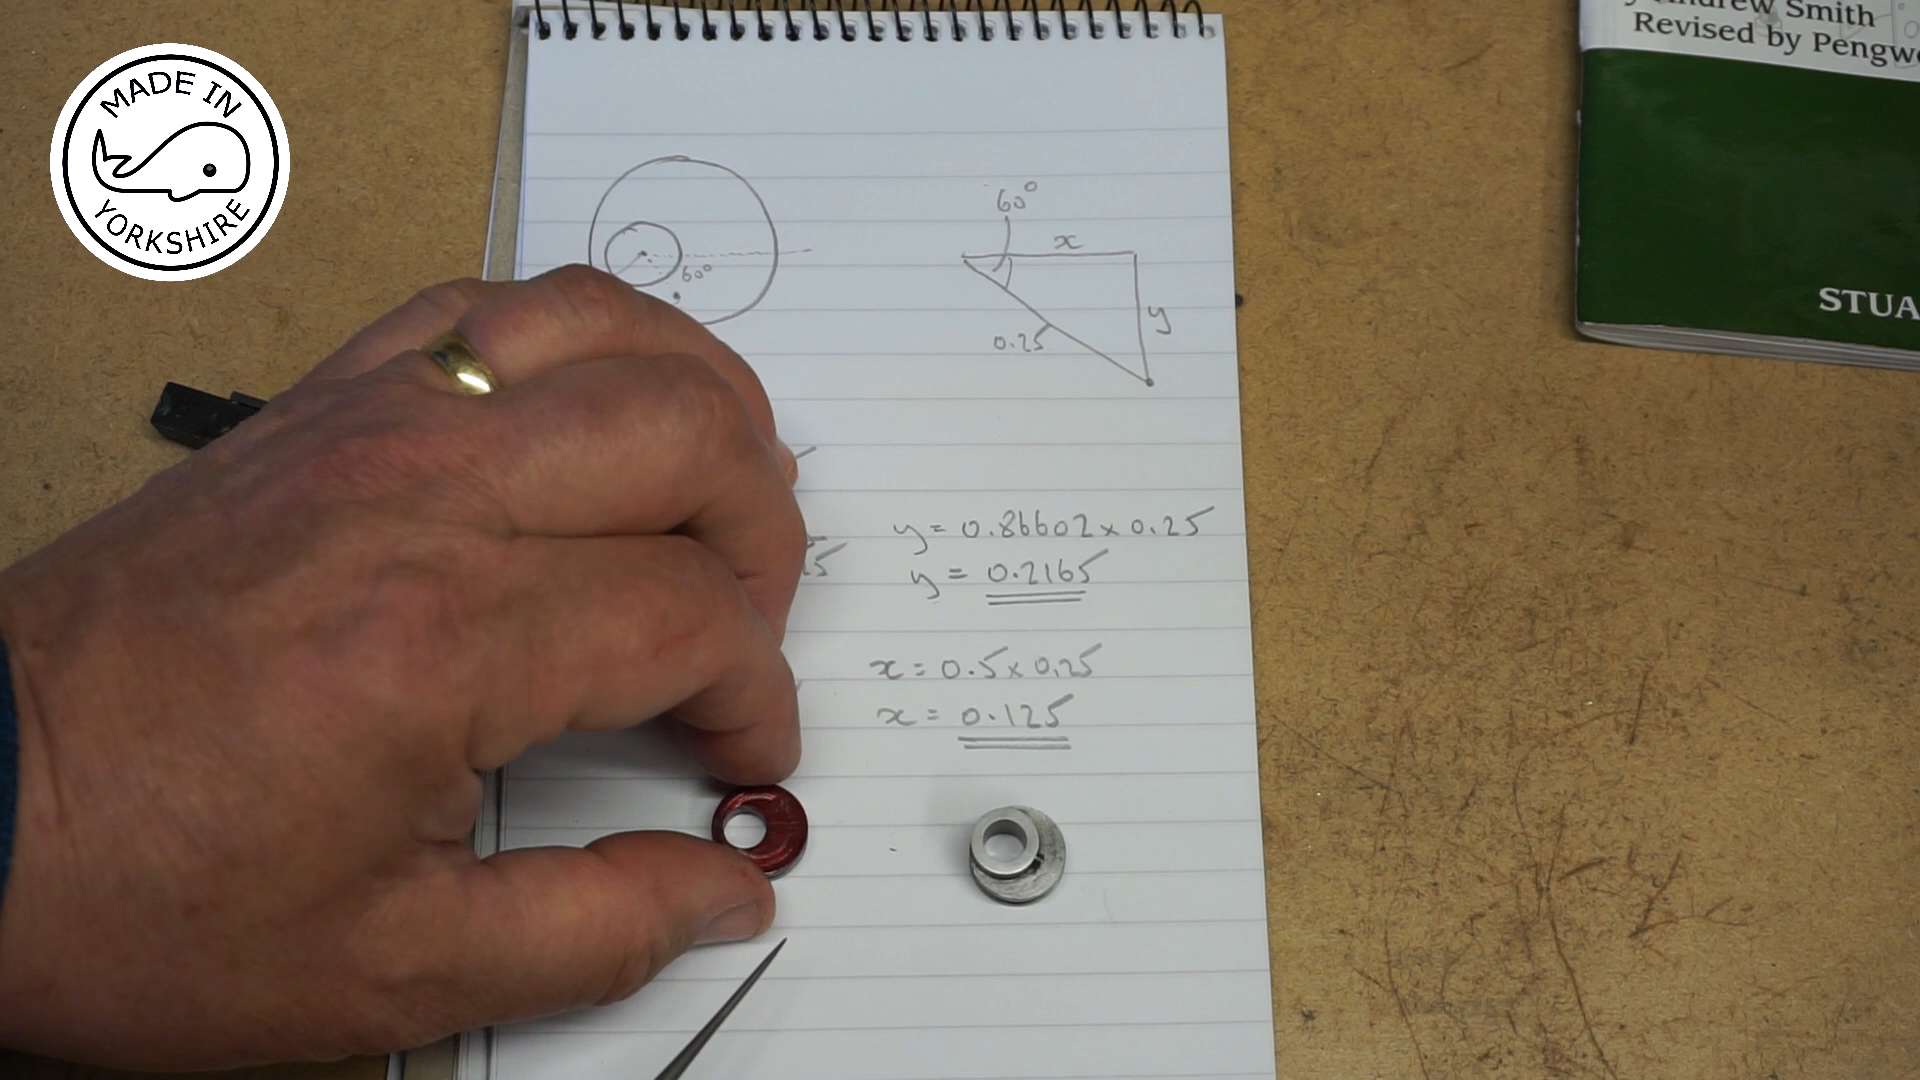 MADE IN
YORKSHIRE
Andrew Smith
Revised by
STUA
60°
x
60°
y
0.25
y = 0.86602 x 0.25
y = 0.2165
x = 0.5 x 0.25
x = 0.125